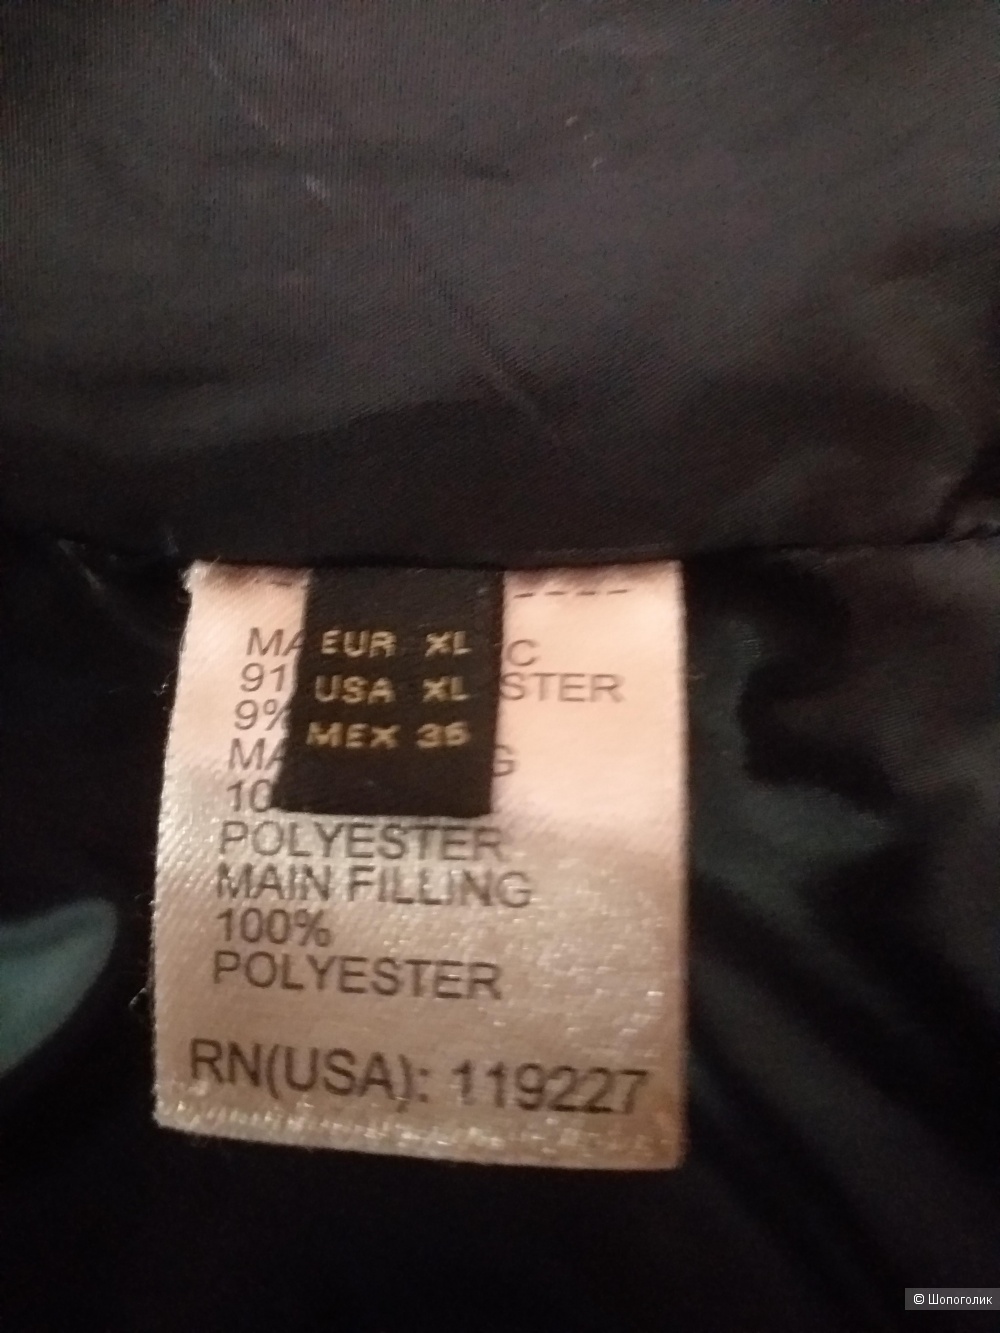 EUR XL
USA XL
MEX 36
MA C
91 STER
9%
MA G
10
POLYESTER
MAIN FILLING
100%
POLYESTER
RN(USA): 119227
© Шопоголик